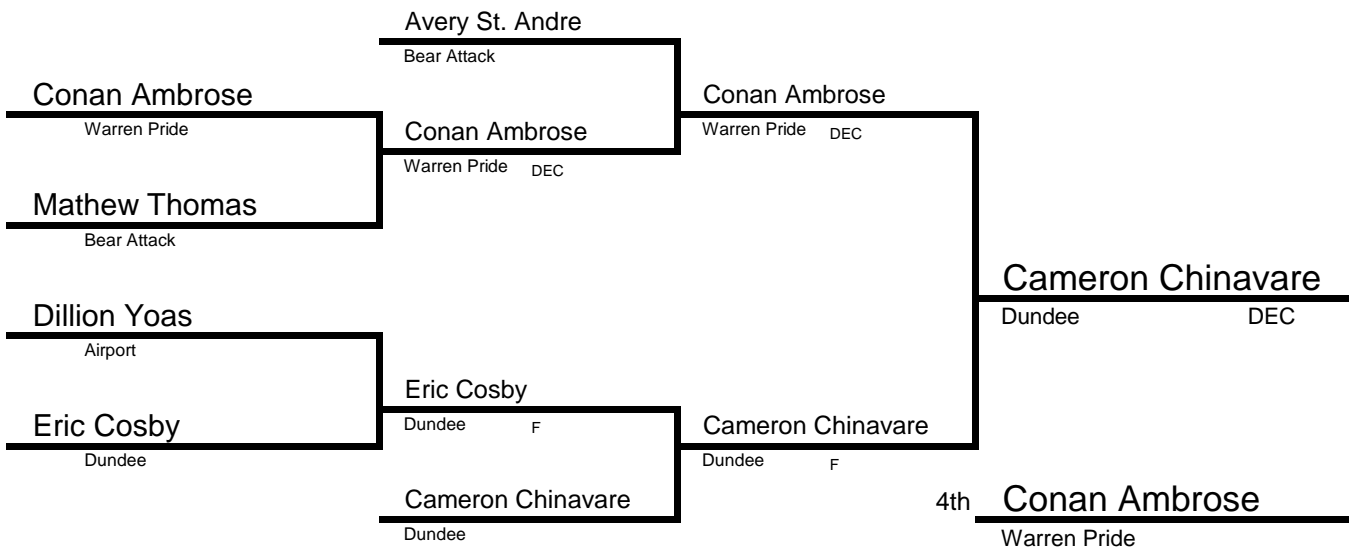 Avery St. Andre
Bear Attack
Conan Ambrose
Warren Pride
Conan Ambrose
Warren Pride DEC
Conan Ambrose
Warren Pride DEC
Mathew Thomas
Bear Attack
Cameron Chinavare
Dundee DEC
Dillion Yoas
Airport
Eric Cosby
Dundee F
Eric Cosby
Dundee
Cameron Chinavare
Dundee F
Cameron Chinavare
Dundee
4th Conan Ambrose
Warren Pride